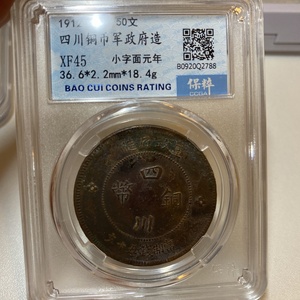 191 50文
四川铜币军政府造
XF45 小字面元年
36.6*2.2mm*18.4g
BAO CUI COINS RATING
B0920Q2788
保粹
四
川
銅
幣